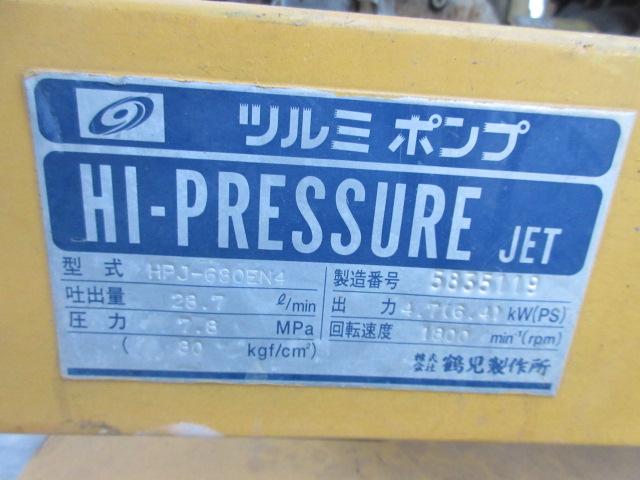 ツルミポンプ
HI-PRESSURE JET
型式 HPJ-680EN4 製造番号 5835119
吐出量 28.7 ℓ/min 出力 4.7(6.4) kW(PS)
圧力 7.8 MPa 回転速度 1800 min⁻¹(rpm)
( 80 kgf/cm²) 株式会社 鶴見製作所